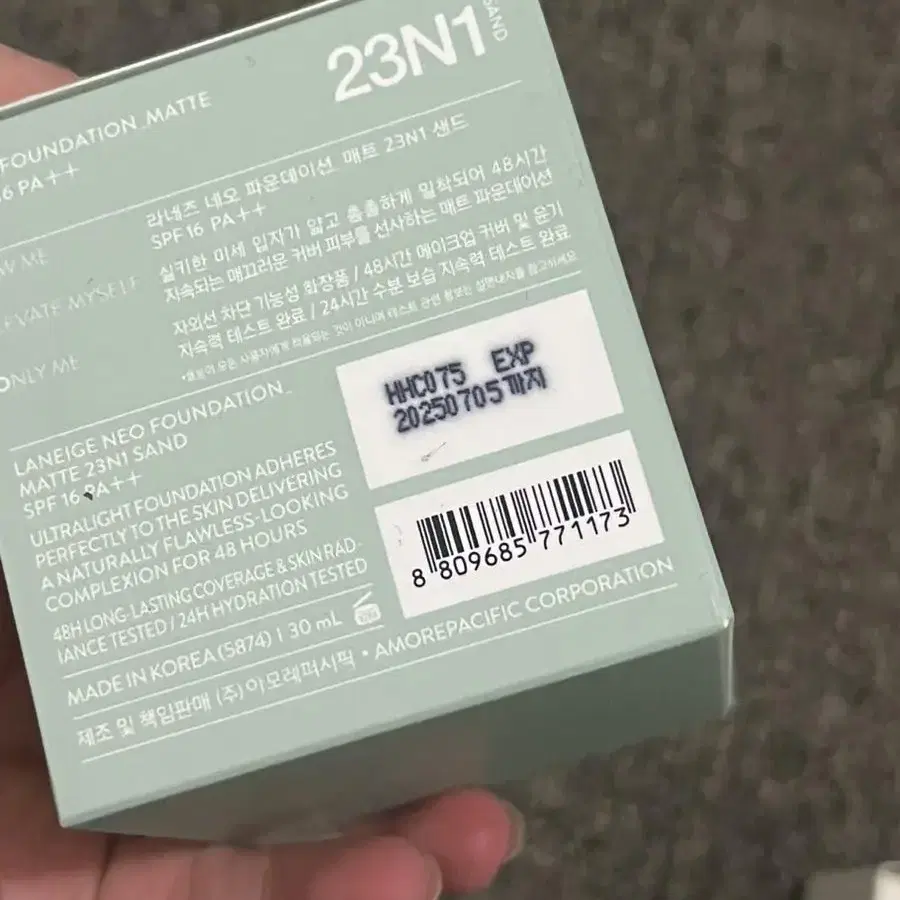 23N1
SAND
FOUNDATION_MATTE
16 PA++
라네즈 네오 파운데이션_매트 23N1 샌드
SPF16 PA++
실키한 미세 입자가 얇고 촘촘하게 밀착되어 48시간
지속되는 매끄러운 커버 피부를 선사하는 매트 파운데이션
자외선 차단 기능성 화장품 / 48시간 메이크업 커버 및 윤기
지속력 테스트 완료 / 24시간 수분 보습 지속력 테스트 완료
ME
ELEVATE MYSELF
ONLY ME
LANEIGE NEO FOUNDATION_
MATTE 23N1 SAND
SPF 16 PA++
ULTRALIGHT FOUNDATION ADHERES
PERFECTLY TO THE SKIN DELIVERING
A NATURALLY FLAWLESS-LOOKING
COMPLEXION FOR 48 HOURS
48H LONG-LASTING COVERAGE & SKIN RAD-
IANCE TESTED / 24H HYDRATION TESTED
MADE IN KOREA (5874) | 30 mL
제조 및 책임판매 (주)아모레퍼시픽 • AMOREPACIFIC CORPORATION
HHC075 EXP
20250705까지
8 809685 771173